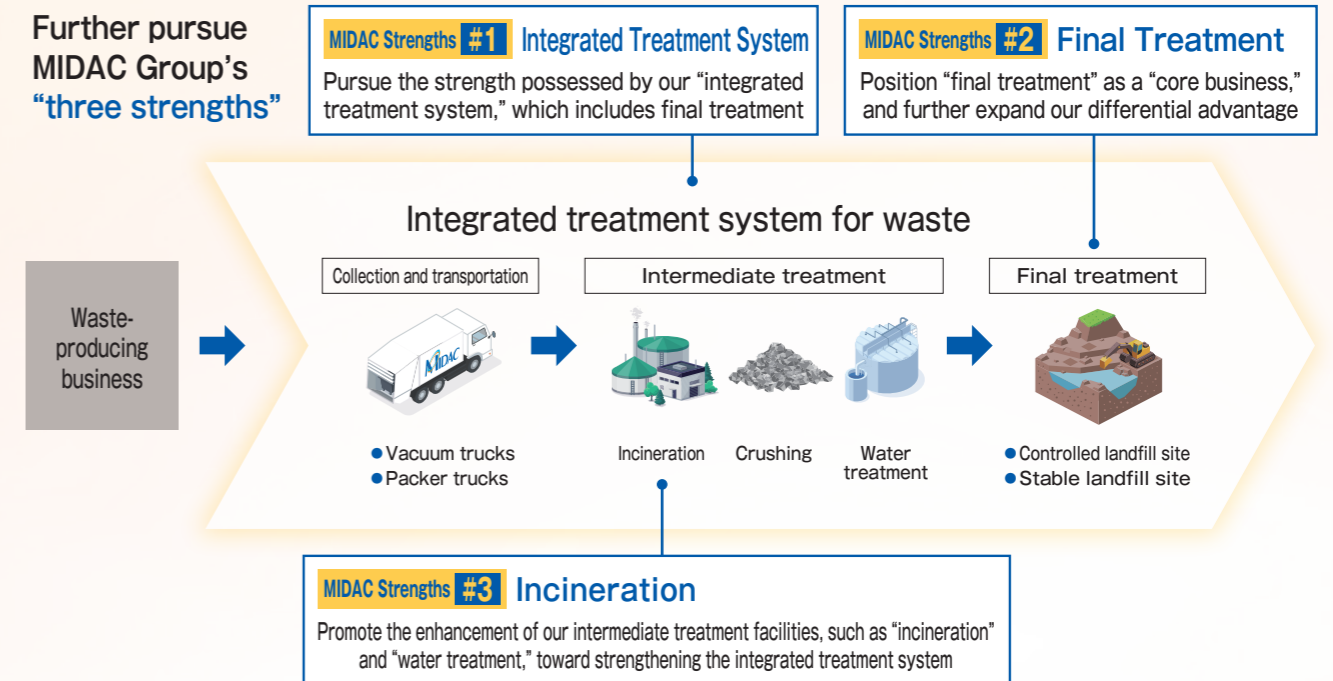 Further pursue
MIDAC Group's
“three strengths”
MIDAC Strengths #1 Integrated Treatment System
Pursue the strength possessed by our “integrated
treatment system,” which includes final treatment
MIDAC Strengths #2 Final Treatment
Position “final treatment” as a “core business,”
and further expand our differential advantage
Integrated treatment system for waste
Waste-
producing
business
Collection and transportation
MIDAC
● Vacuum trucks
● Packer trucks
Intermediate treatment
Incineration
Crushing
Water
treatment
Final treatment
● Controlled landfill site
● Stable landfill site
MIDAC Strengths #3 Incineration
Promote the enhancement of our intermediate treatment facilities, such as “incineration”
and “water treatment,” toward strengthening the integrated treatment system